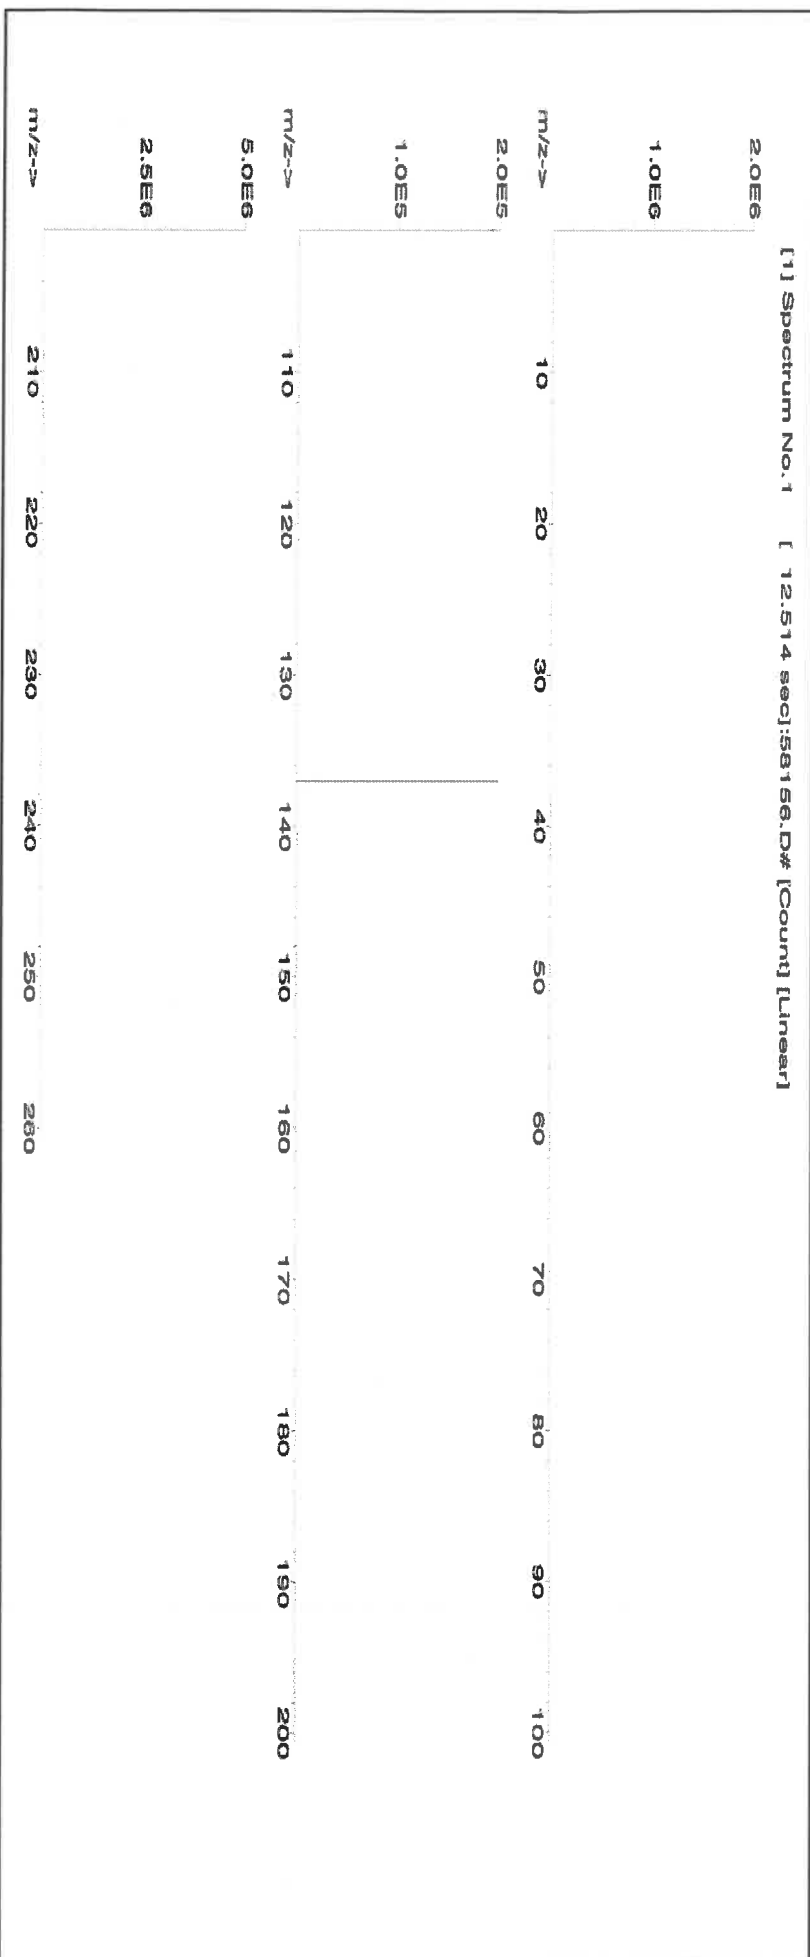 [1] Spectrum No.1 [ 12.514 sec]:58156.D# [Count] [Linear]
2.0E6
1.0E6
m/z->
10 20 30 40 50 60 70 80 90 100
2.0E5
1.0E5
m/z->
110 120 130 140 150 160 170 180 190 200
5.0E6
2.5E6
m/z->
210 220 230 240 250 260